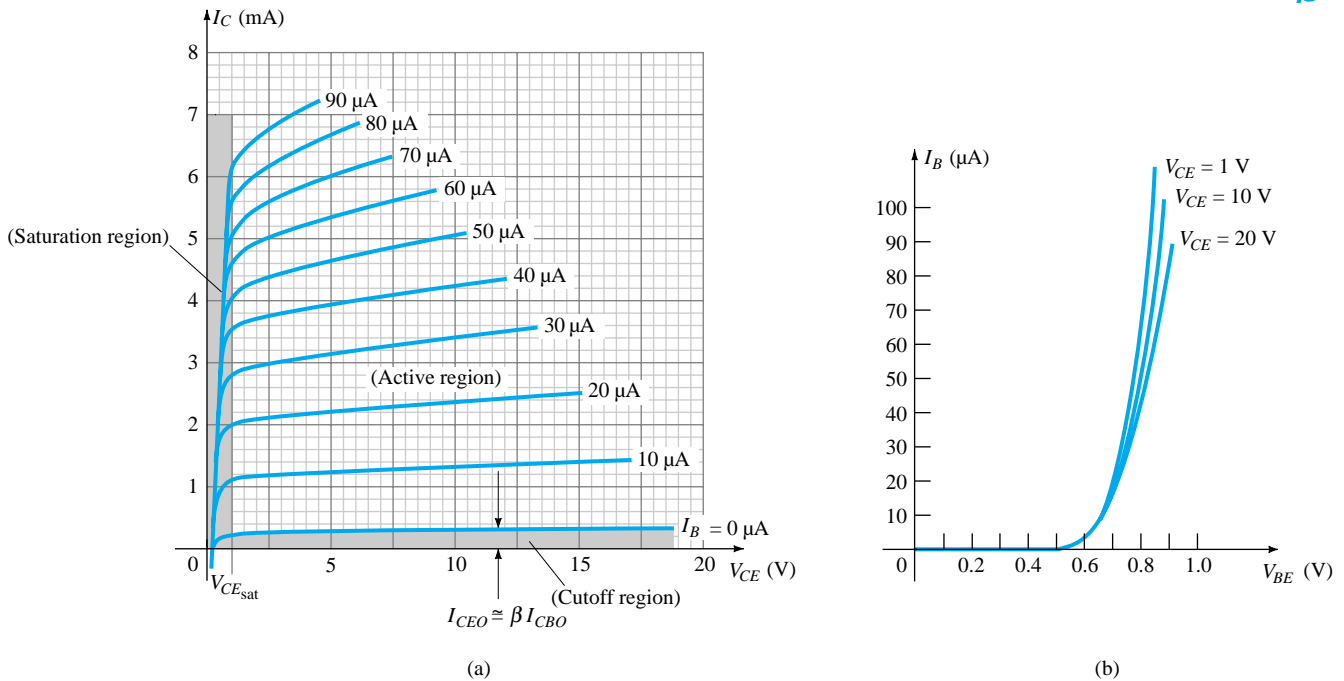 β
I_C (mA)
8
7
6
5
4
3
2
1
0
5
10
15
20
V_CE (V)
90 μA
80 μA
70 μA
60 μA
50 μA
40 μA
30 μA
20 μA
10 μA
I_B = 0 μA
(Saturation region)
(Active region)
(Cutoff region)
V_CE_sat
I_CEO ≅ β I_CBO
(a)
I_B (μA)
100
90
80
70
60
50
40
30
20
10
0
0.2
0.4
0.6
0.8
1.0
V_BE (V)
V_CE = 1 V
V_CE = 10 V
V_CE = 20 V
(b)